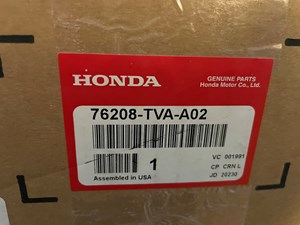 HONDA
GENUINE PARTS
Honda Motor Co., Ltd.
76208-TVA-A02
1
VC 001991
CP CRN L
Assembled in USA
JD 20230